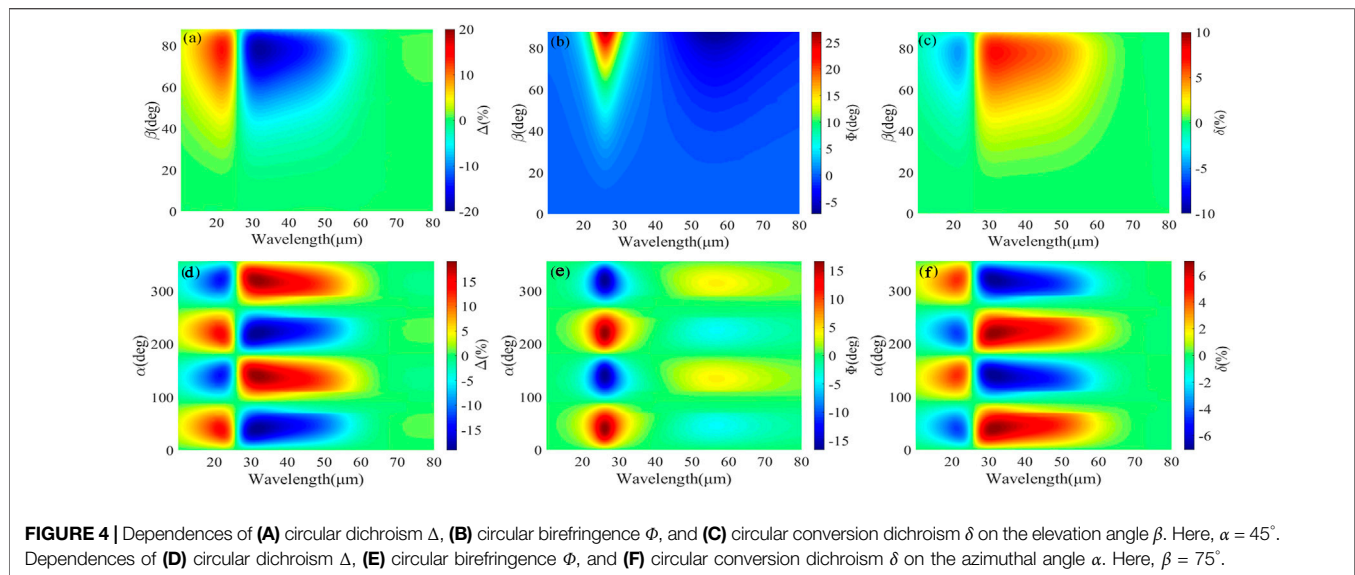 (a)
80
60
40
20
0
β(deg)
20 30 40 50 60 70 80
Wavelength(μm)
20
10
0
-10
-20
Δ(%)
(b)
80
60
40
20
0
β(deg)
20 30 40 50 60 70 80
Wavelength(μm)
25
20
15
10
5
0
-5
Φ(deg)
(c)
80
60
40
20
0
β(deg)
20 30 40 50 60 70 80
Wavelength(μm)
10
5
0
-5
-10
δ(%)
(d)
300
200
100
0
α(deg)
20 30 40 50 60 70 80
Wavelength(μm)
15
10
5
0
-5
-10
-15
Δ(%)
(e)
300
200
100
0
α(deg)
20 30 40 50 60 70 80
Wavelength(μm)
15
10
5
0
-5
-10
-15
Φ(deg)
(f)
300
200
100
0
α(deg)
20 30 40 50 60 70 80
Wavelength(μm)
6
4
2
0
-2
-4
-6
δ(%)
FIGURE 4 | Dependences of (A) circular dichroism Δ, (B) circular birefringence Φ, and (C) circular conversion dichroism δ on the elevation angle β. Here, α = 45°.
Dependences of (D) circular dichroism Δ, (E) circular birefringence Φ, and (F) circular conversion dichroism δ on the azimuthal angle α. Here, β = 75°.